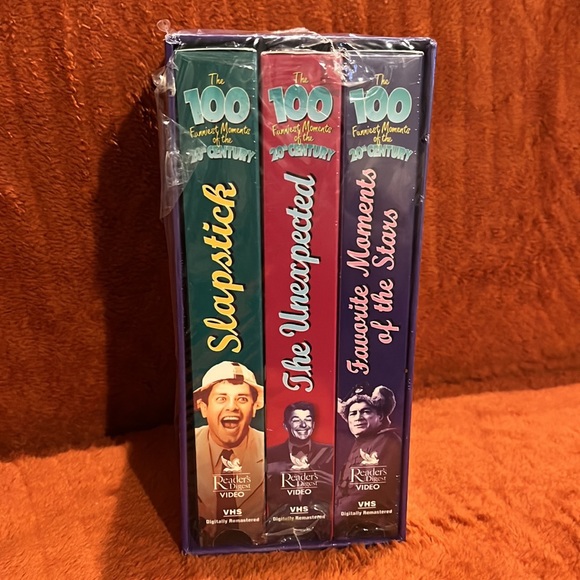 The
100
Funniest Moments
of the
20th CENTURY
Slapstick
Reader's
Digest
VIDEO
VHS
Digitally Remastered
The
100
Funniest Moments
of the
20th CENTURY
The Unexpected
Reader's
Digest
VIDEO
VHS
Digitally Remastered
The
100
Funniest Moments
of the
20th CENTURY
Favorite Moments
of the Stars
Reader's
Digest
VIDEO
VHS
Digitally Remastered